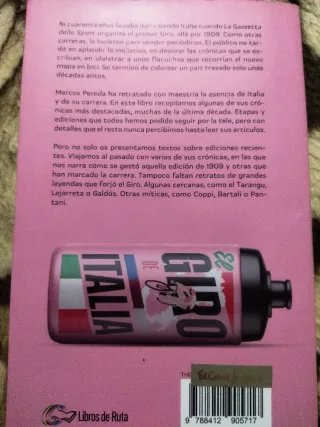 Ni cuarenta años llevaba Italia siendo Italia cuando La Gazzetta
dello Sport organizó el primer Giro, allá por 1909. Como otras
carreras, lo hicieron para vender periódicos. El público no tar-
dó en aplaudir la iniciativa, en devorar las crónicas que se es-
cribían, en idolatrar a unos flacuchos que recorrían el nuevo
mapa en bici. Se terminó de colorear un país trazado solo unas
décadas antes.
Marcos Pereda ha retratado con maestría la esencia de Italia
y de su carrera. En este libro recopilamos algunas de sus cró-
nicas más destacadas, muchas de la última década. Etapas y
ediciones que todos hemos podido seguir por la tele, pero con
detalles que el resto nunca percibimos hasta leer sus artículos.
Pero no solo os presentamos textos sobre ediciones recien-
tes. Viajamos al pasado con varias de sus crónicas, en las que
nos narra cómo se gestó aquella edición de 1909 y otras que
han marcado la carrera. Tampoco faltan retratos de grandes
leyendas que forjó el Giro. Algunas cercanas, como el Tarangu,
Lejarreta o Galdós. Otras míticas, como Coppi, Bartali o Pan-
tani.
El
GIRO
DE
ITALIA
Libros de Ruta
THE
9 788412 905717